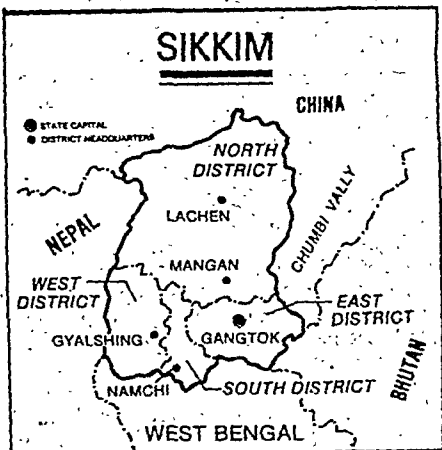 SIKKIM
CHINA
STATE CAPITAL
DISTRICT HEADQUARTERS
NORTH
DISTRICT
LACHEN
CHUMBI VALLY
NEPAL
MANGAN
WEST
DISTRICT
EAST
DISTRICT
GYALSHING
GANGTOK
NAMCHI
SOUTH DISTRICT
BHUTAN
WEST BENGAL